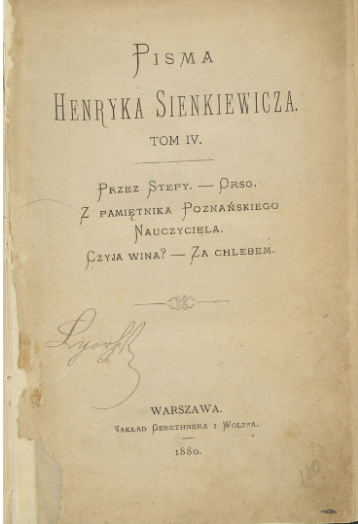 PISMA
HENRYKA SIENKIEWICZA.
TOM IV.
PRZEZ STEPY. — ORSO.
Z PAMIĘTNIKA POZNAŃSKIEGO
NAUCZYCIELA.
CZYJA WINA? — ZA CHLEBEM.
WARSZAWA.
NAKŁAD GEBETHNERA I WOLFFA.
1880.